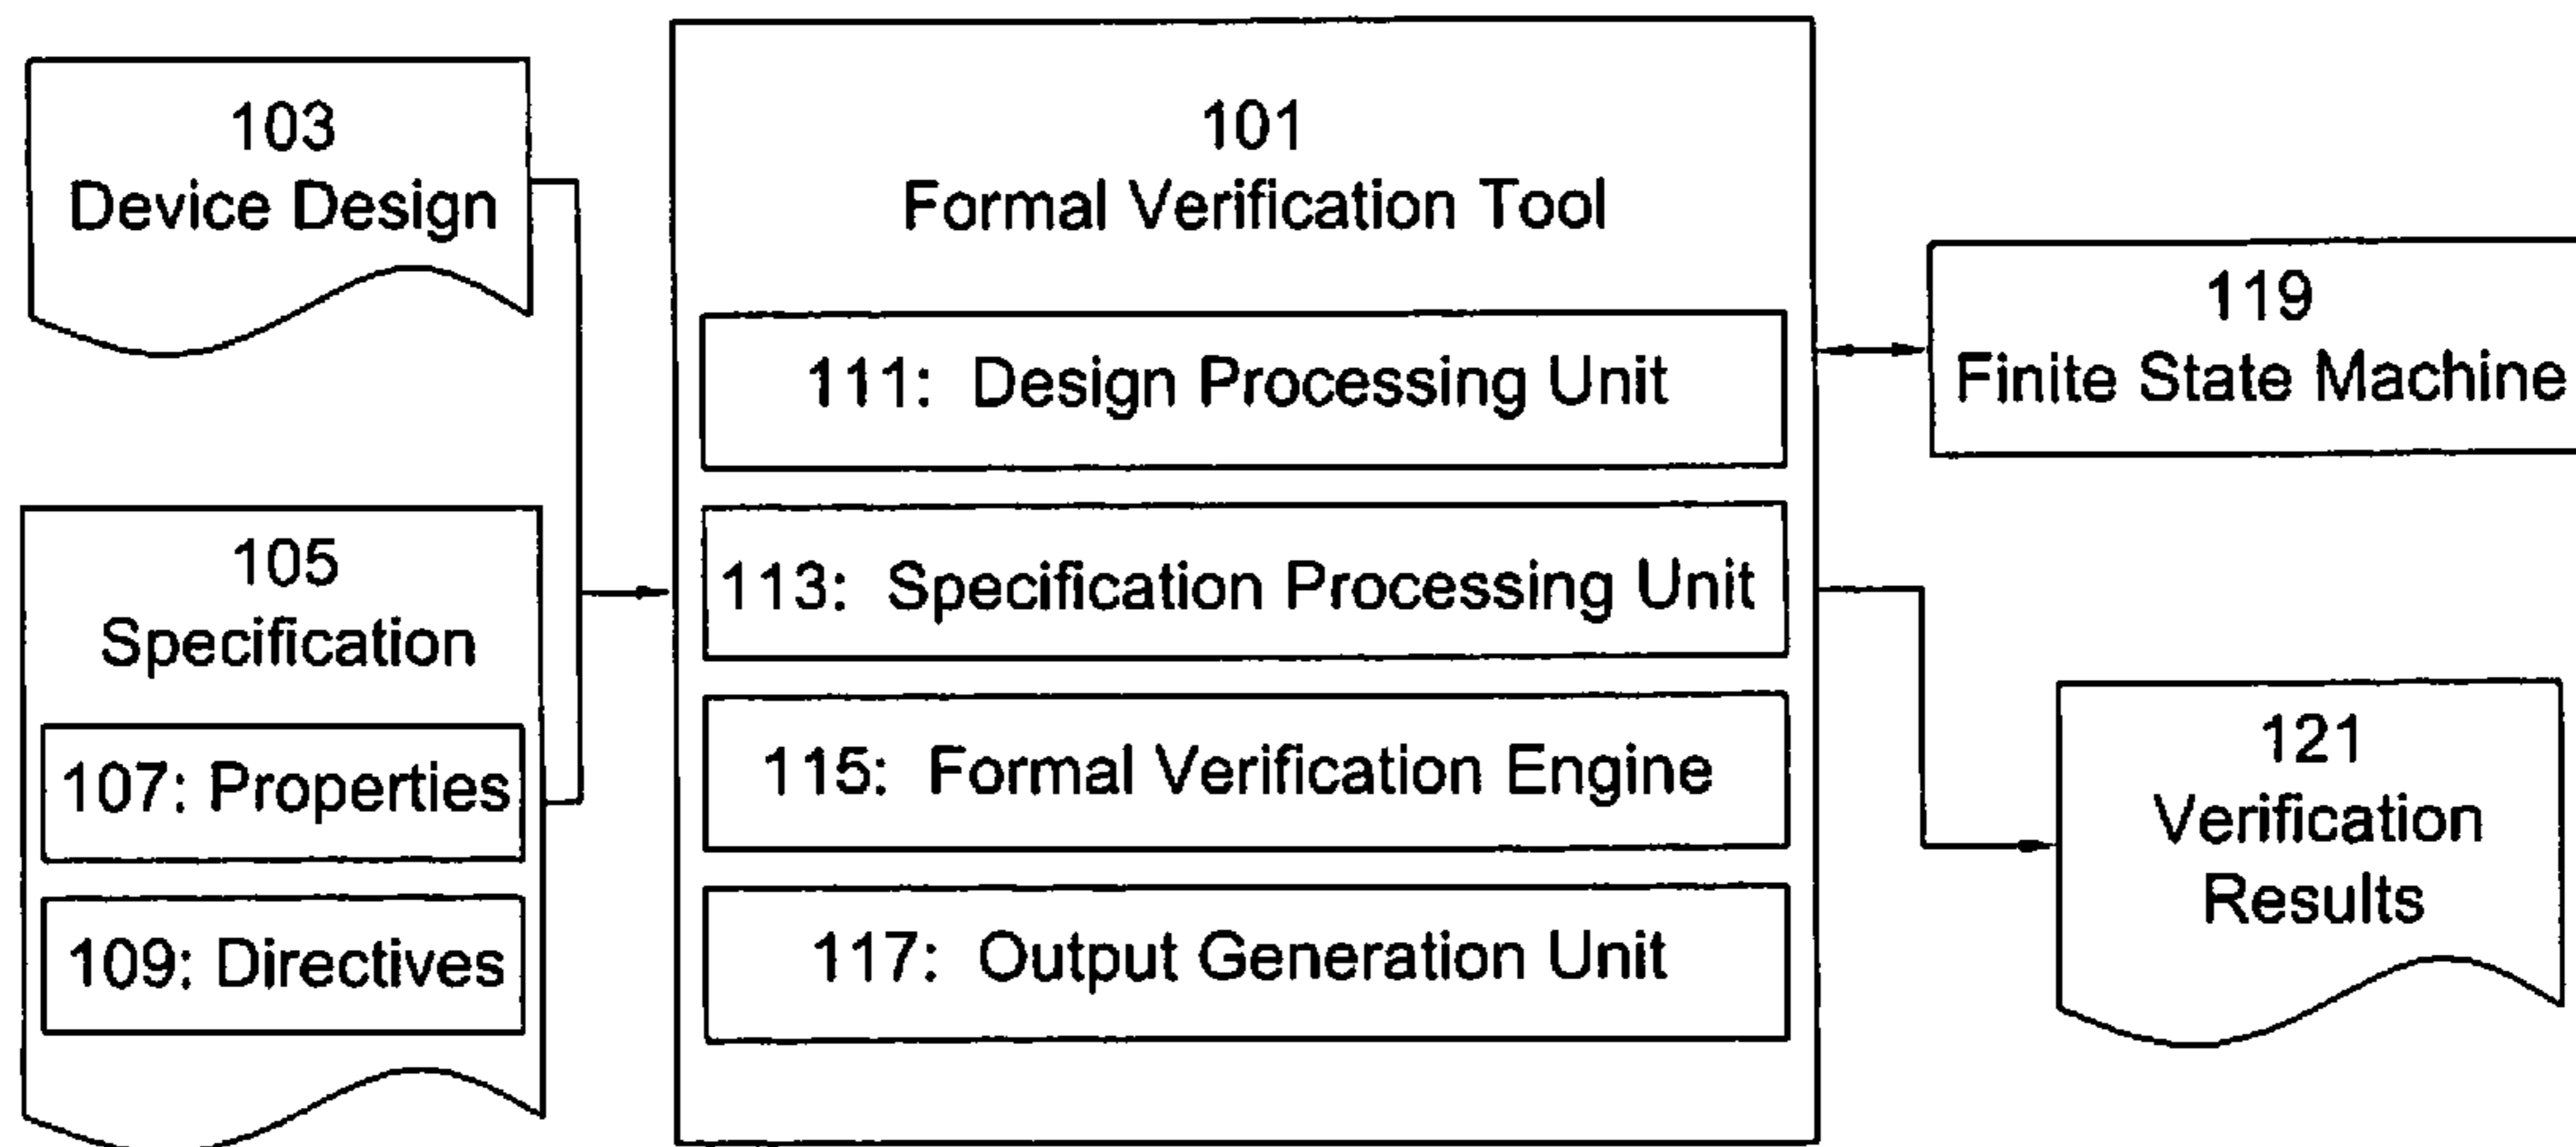 103
Device Design
105
Specification
107: Properties
109: Directives
101
Formal Verification Tool
111: Design Processing Unit
113: Specification Processing Unit
115: Formal Verification Engine
117: Output Generation Unit
119
Finite State Machine
121
Verification
Results